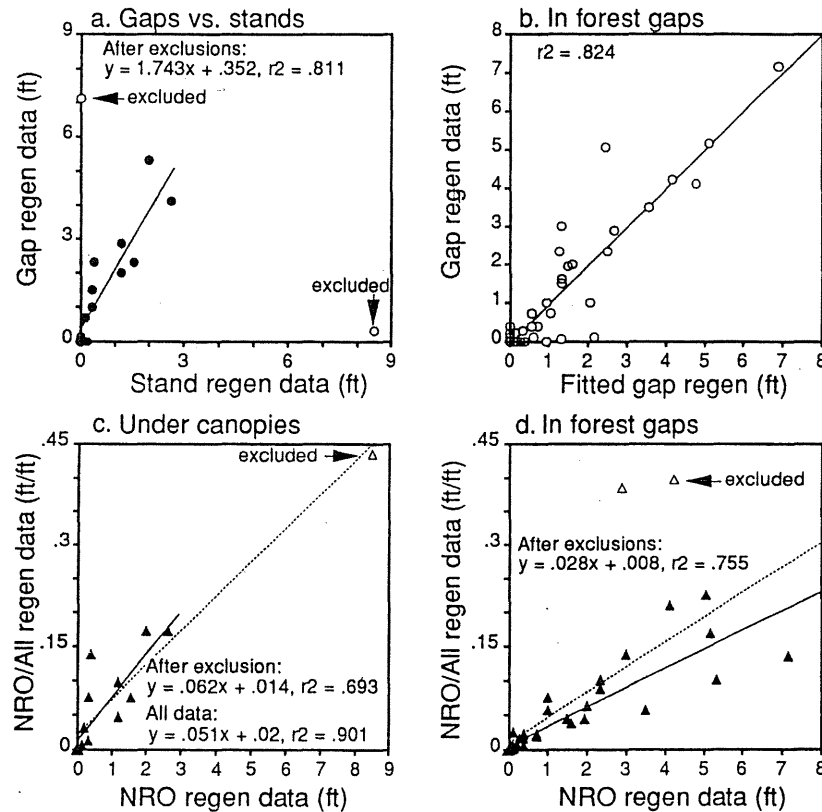 a. Gaps vs. stands
9
After exclusions:
y = 1.743x + .352, r2 = .811
excluded
6
3
0
excluded
0 3 6 9
Gap regen data (ft)
Stand regen data (ft)
b. In forest gaps
8
r2 = .824
7
6
5
4
3
2
1
0
0 1 2 3 4 5 6 7 8
Gap regen data (ft)
Fitted gap regen (ft)
c. Under canopies
.45
excluded
.3
.15
After exclusion:
y = .062x + .014, r2 = .693
All data:
y = .051x + .02, r2 = .901
0
0 1 2 3 4 5 6 7 8 9
NRO/All regen data (ft/ft)
NRO regen data (ft)
d. In forest gaps
.45
excluded
.3
After exclusions:
y = .028x + .008, r2 = .755
.15
0
0 1 2 3 4 5 6 7 8
NRO/All regen data (ft/ft)
NRO regen data (ft)